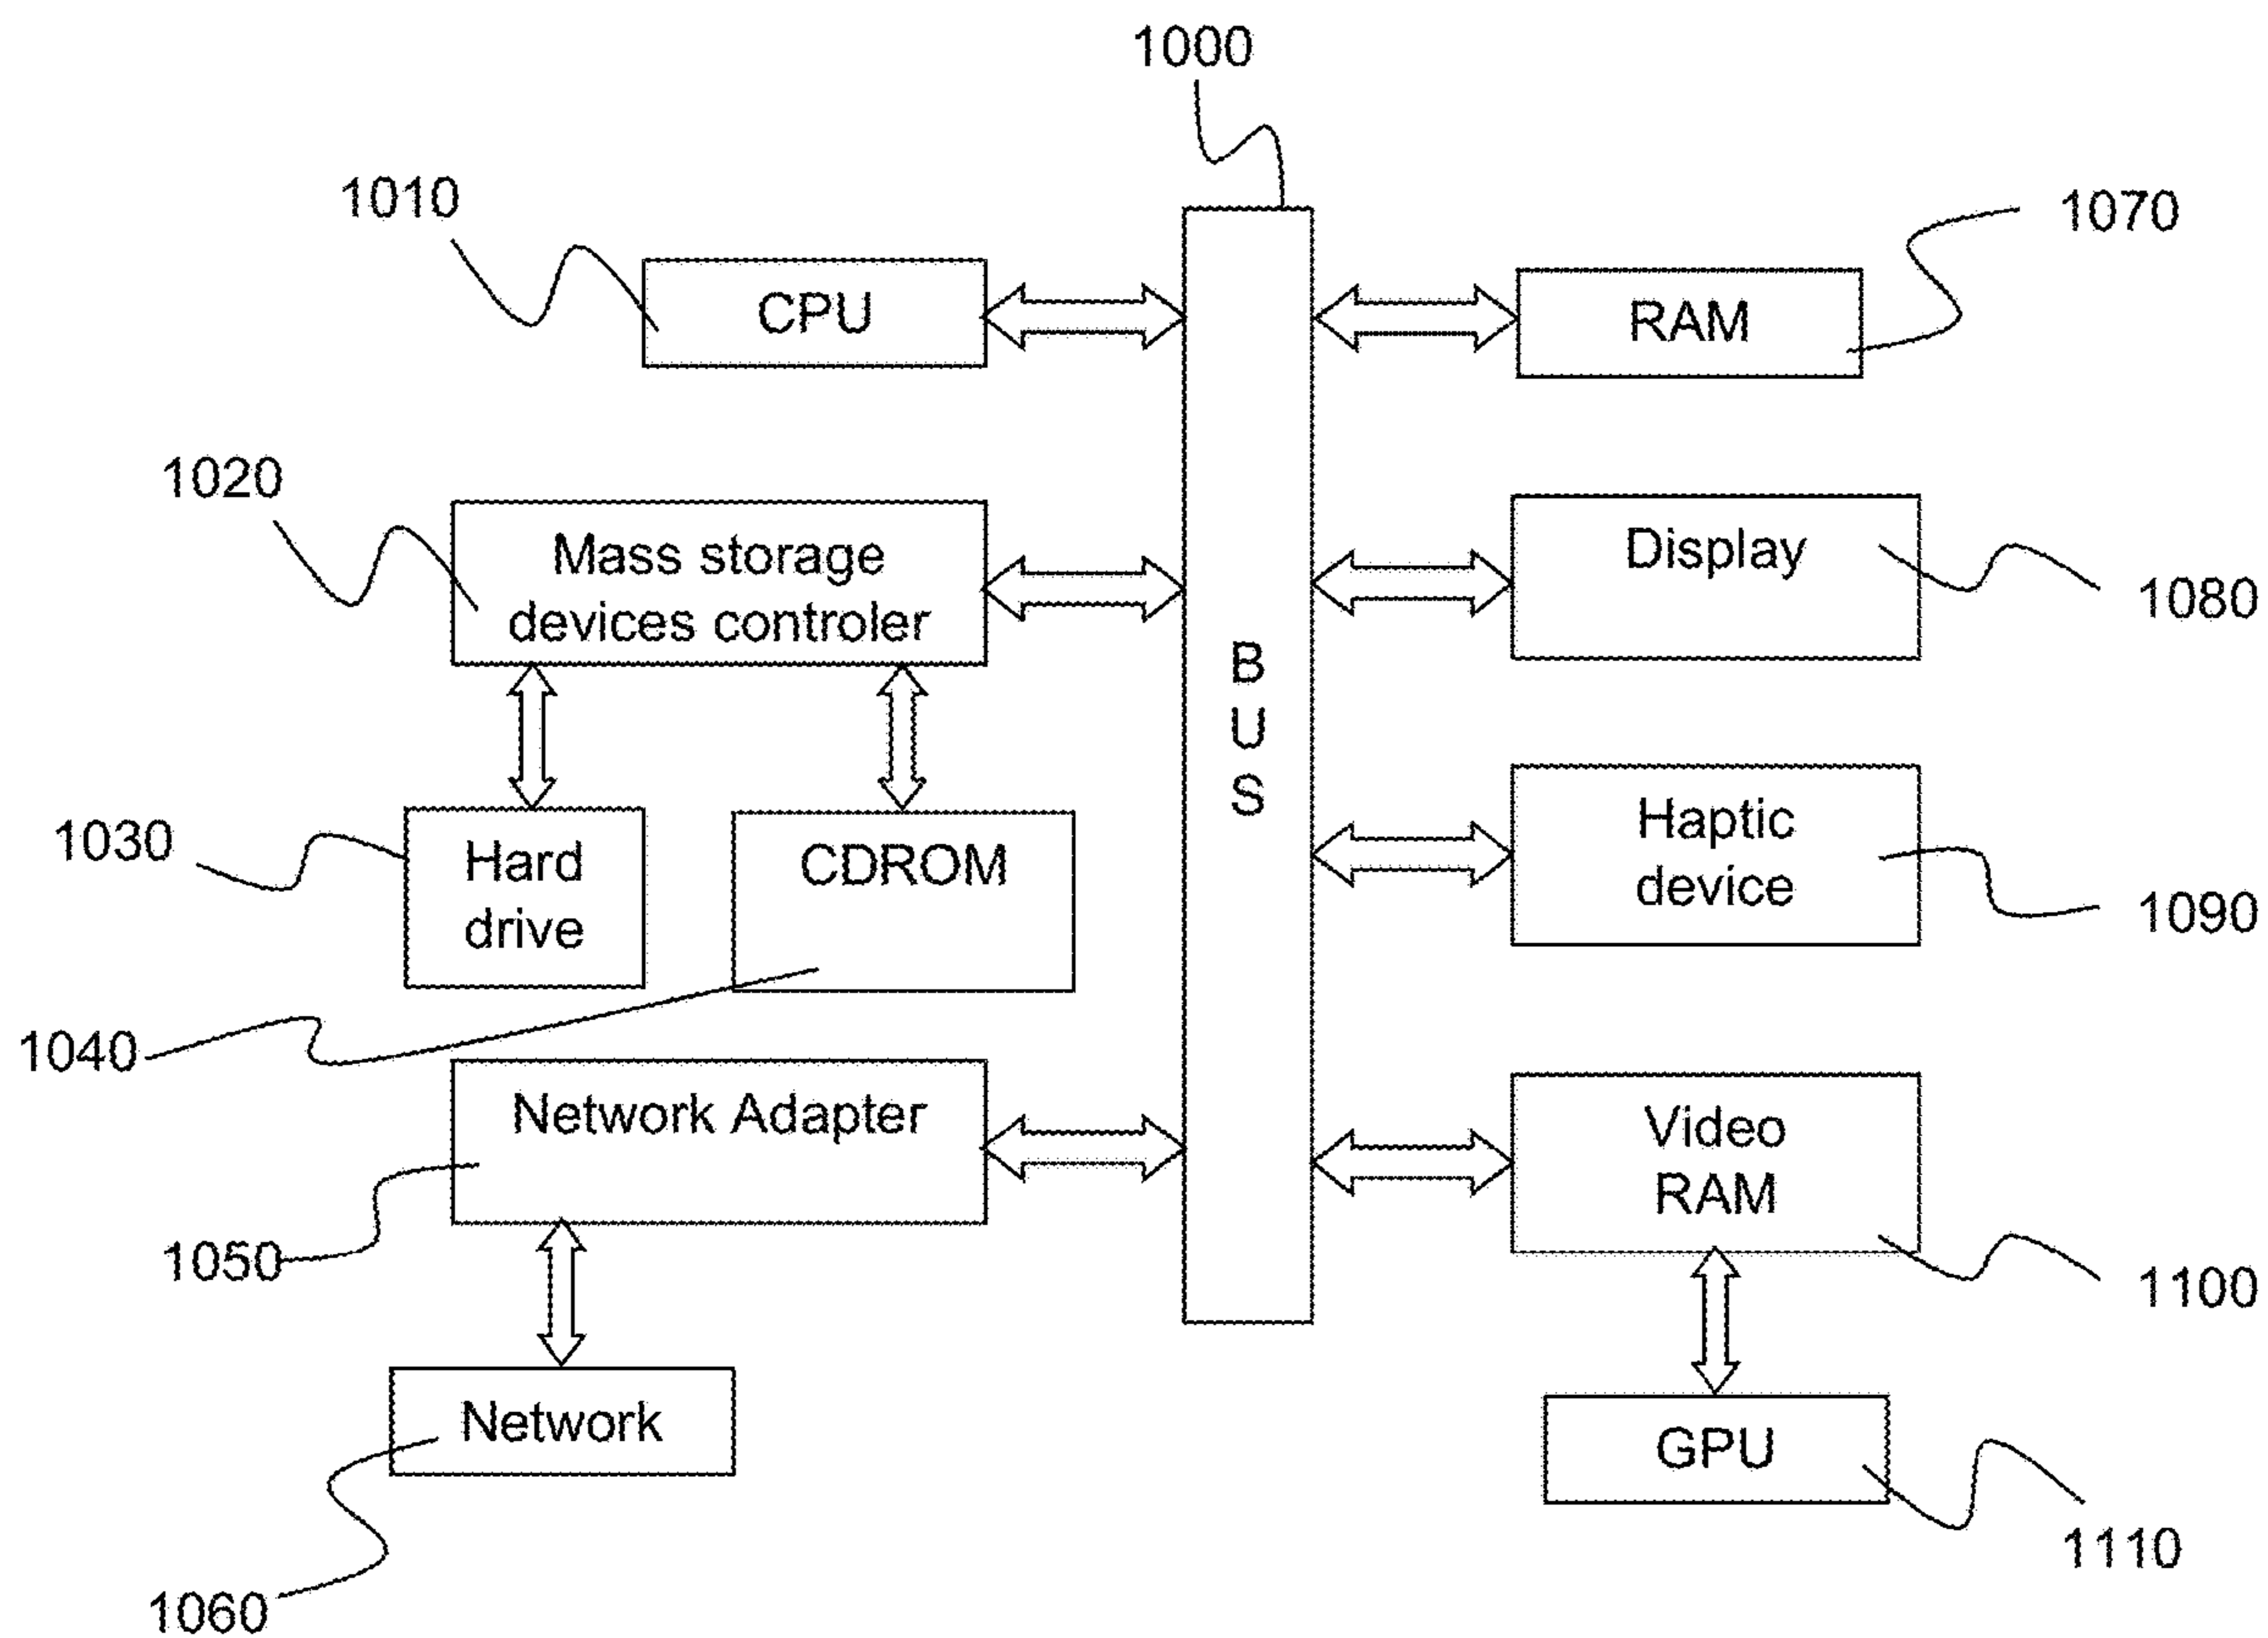 1000
1010
CPU
RAM
1070
1020
Mass storage
devices controler
Display
1080
B
U
S
1030
Hard
drive
CDROM
Haptic
device
1090
1040
Network Adapter
1050
Video
RAM
1100
Network
1060
GPU
1110